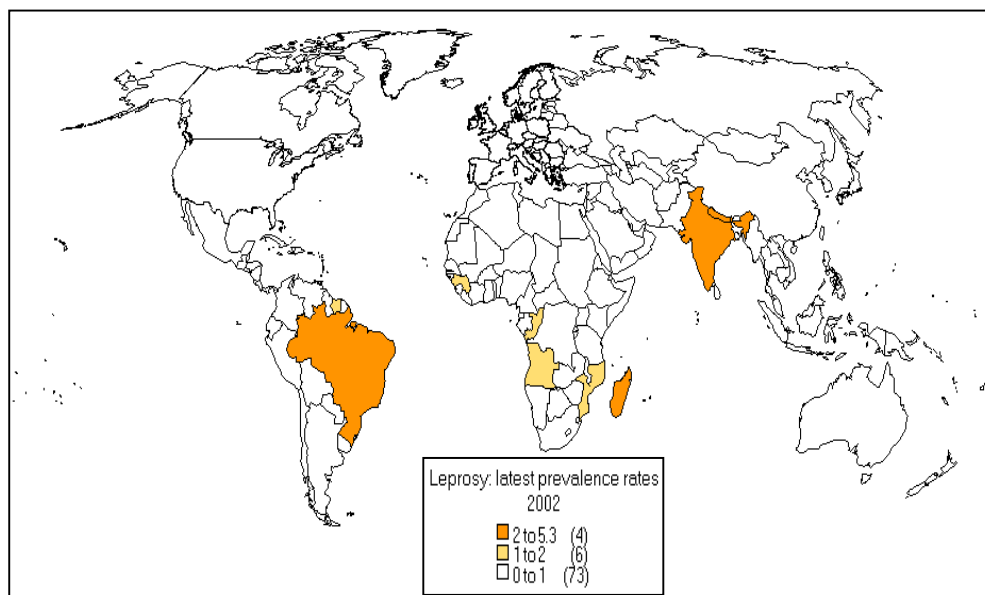 Leprosy: latest prevalence rates
2002
2 to 5.3 (4)
1 to 2 (6)
0 to 1 (73)